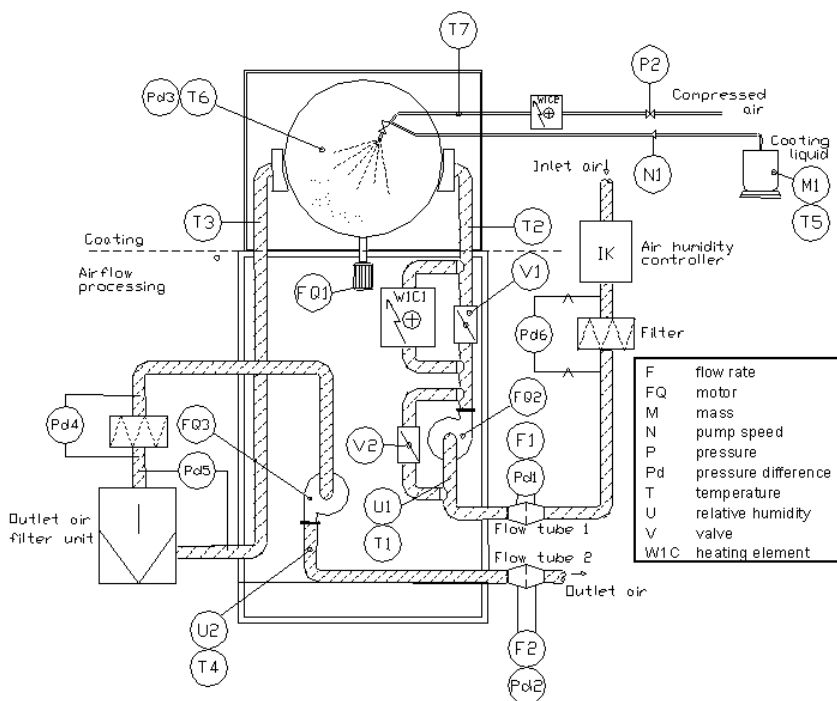 T7
P2
Pd3 T6
W1C2
Compressed
air
Coating
liquid
Inlet air
N1
M1
T3
T2
T5
Coating
IK
Air humidity
controller
Airflow
processing
V1
FQ1
W1C1
Pd6
Filter
F flow rate
FQ motor
M mass
N pump speed
P pressure
Pd pressure difference
T temperature
U relative humidity
V valve
W1C heating element
FQ2
Pd4
FQ3
V2
F1
Pd5
Pd1
U1
Outlet air
filter unit
T1
Flow tube 1
Flow tube 2
Outlet air
U2
F2
T4
Pd2